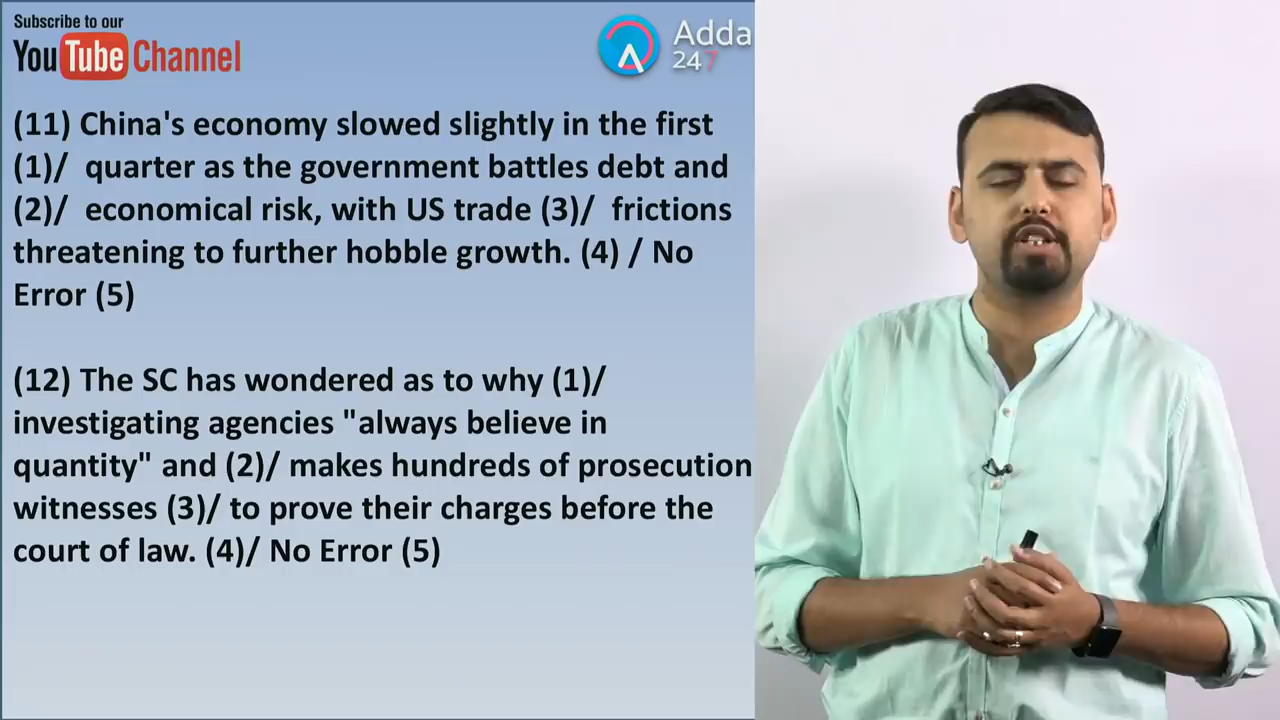 Subscribe to our
YouTube Channel
Adda
247
(11) China's economy slowed slightly in the first
(1)/ quarter as the government battles debt and
(2)/ economical risk, with US trade (3)/ frictions
threatening to further hobble growth. (4) / No
Error (5)
(12) The SC has wondered as to why (1)/
investigating agencies "always believe in
quantity" and (2)/ makes hundreds of prosecution
witnesses (3)/ to prove their charges before the
court of law. (4)/ No Error (5)